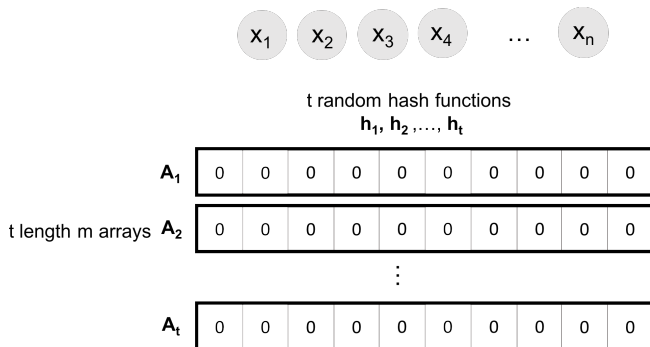 x₁ x₂ x₃ x₄ … xₙ
t random hash functions
h₁, h₂ ,…, hₜ
A₁ 0 0 0 0 0 0 0 0 0 0
t length m arrays A₂ 0 0 0 0 0 0 0 0 0 0
⋮
Aₜ 0 0 0 0 0 0 0 0 0 0